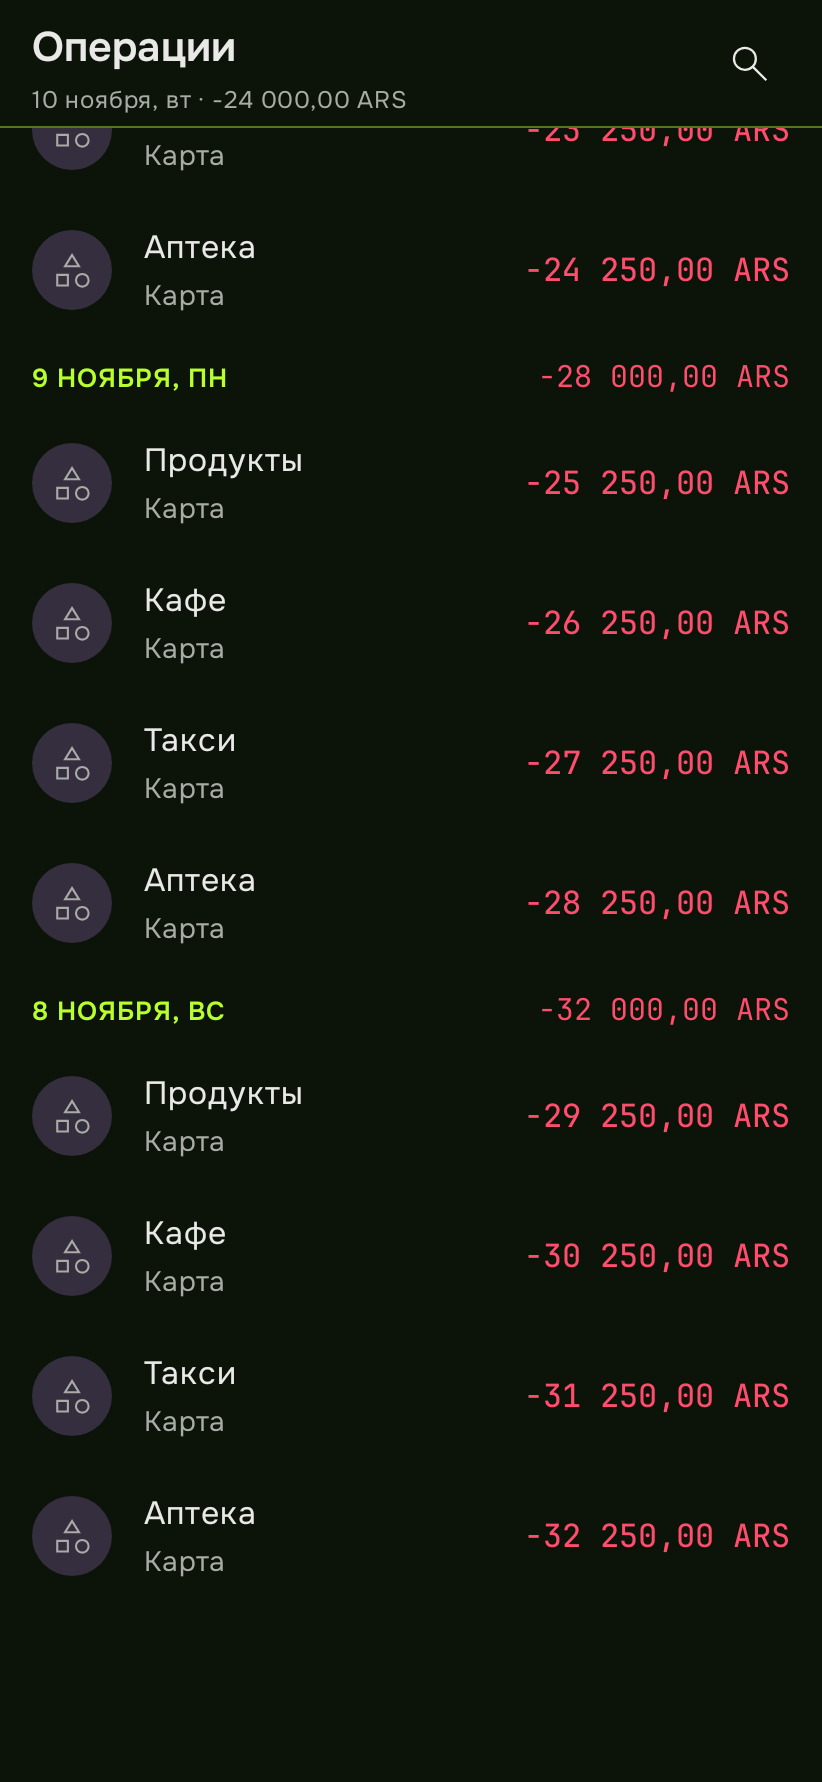 Операции
10 ноября, вт · -24 000,00 ARS
-23 250,00 ARS
Карта
Аптека
-24 250,00 ARS
Карта
9 НОЯБРЯ, ПН
-28 000,00 ARS
Продукты
-25 250,00 ARS
Карта
Кафе
-26 250,00 ARS
Карта
Такси
-27 250,00 ARS
Карта
Аптека
-28 250,00 ARS
Карта
8 НОЯБРЯ, ВС
-32 000,00 ARS
Продукты
-29 250,00 ARS
Карта
Кафе
-30 250,00 ARS
Карта
Такси
-31 250,00 ARS
Карта
Аптека
-32 250,00 ARS
Карта